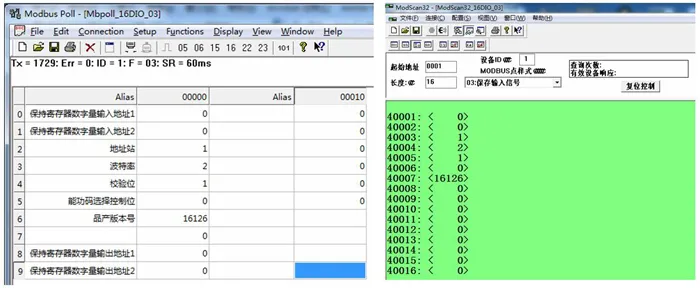 Modbus Poll - [Mbpoll_16DIO_03]
File Edit Connection Setup Functions Display View Window Help
05 06 15 16 22 23 101
Tx = 1729: Err = 0: ID = 1: F = 03: SR = 60ms
Alias 00000 Alias 00010
0 保持寄存器数字量输入地址1 0 0
1 保持寄存器数字量输入地址2 0 0
2 地址站 1 0
3 波特率 2 0
4 校验位 1 0
5 能功码选择控制位 0 0
6 品产版本号 16126
7 0
8 保持寄存器数字量输出地址1 0
9 保持寄存器数字量输出地址2 0
ModScan32 - [ModScan32_16DIO_03]
文件(F) 连接(C) 配置(S) 视图(V) 窗口(W) 帮助(H)
起始地址 0001
设备ID 1
MODBUS点样式
长度: 16
03:保存输入信号
查询次数:
有效设备响应:
复位控制
40001: < 0>
40002: < 0>
40003: < 1>
40004: < 2>
40005: < 1>
40006: < 0>
40007: <16126>
40008: < 0>
40009: < 0>
40010: < 0>
40011: < 0>
40012: < 0>
40013: < 0>
40014: < 0>
40015: < 0>
40016: < 0>